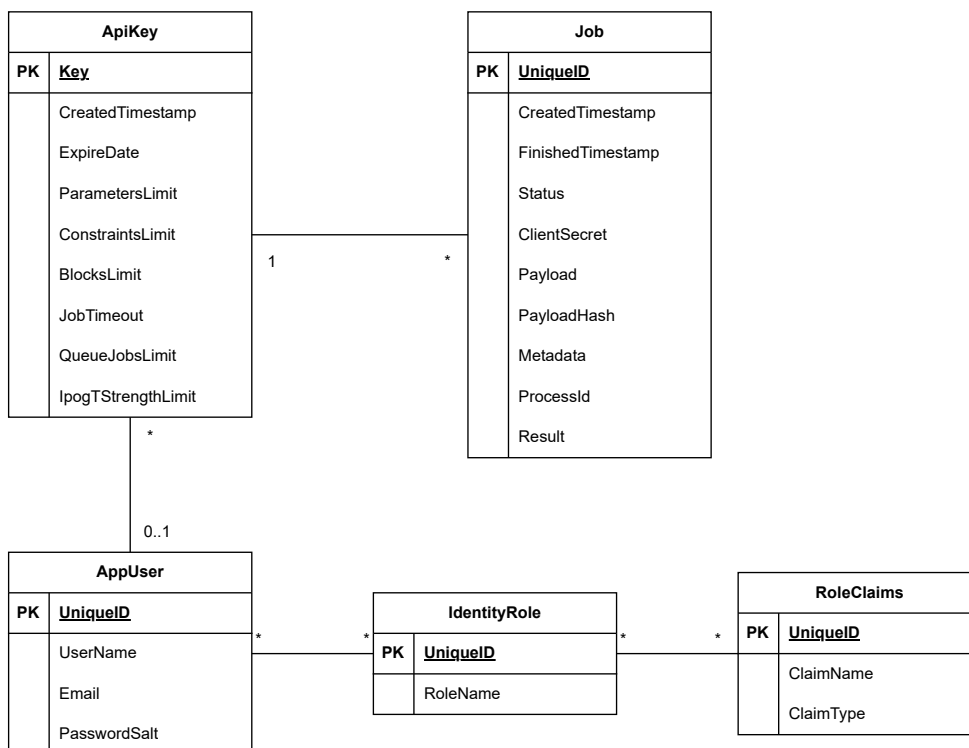 ApiKey
PK Key
CreatedTimestamp
ExpireDate
ParametersLimit
ConstraintsLimit
BlocksLimit
JobTimeout
QueueJobsLimit
IpogTStrengthLimit
Job
PK UniqueID
CreatedTimestamp
FinishedTimestamp
Status
ClientSecret
Payload
PayloadHash
Metadata
ProcessId
Result
1 *
*
0..1
AppUser
PK UniqueID
UserName
Email
PasswordSalt
* *
IdentityRole
PK UniqueID
RoleName
* *
RoleClaims
PK UniqueID
ClaimName
ClaimType